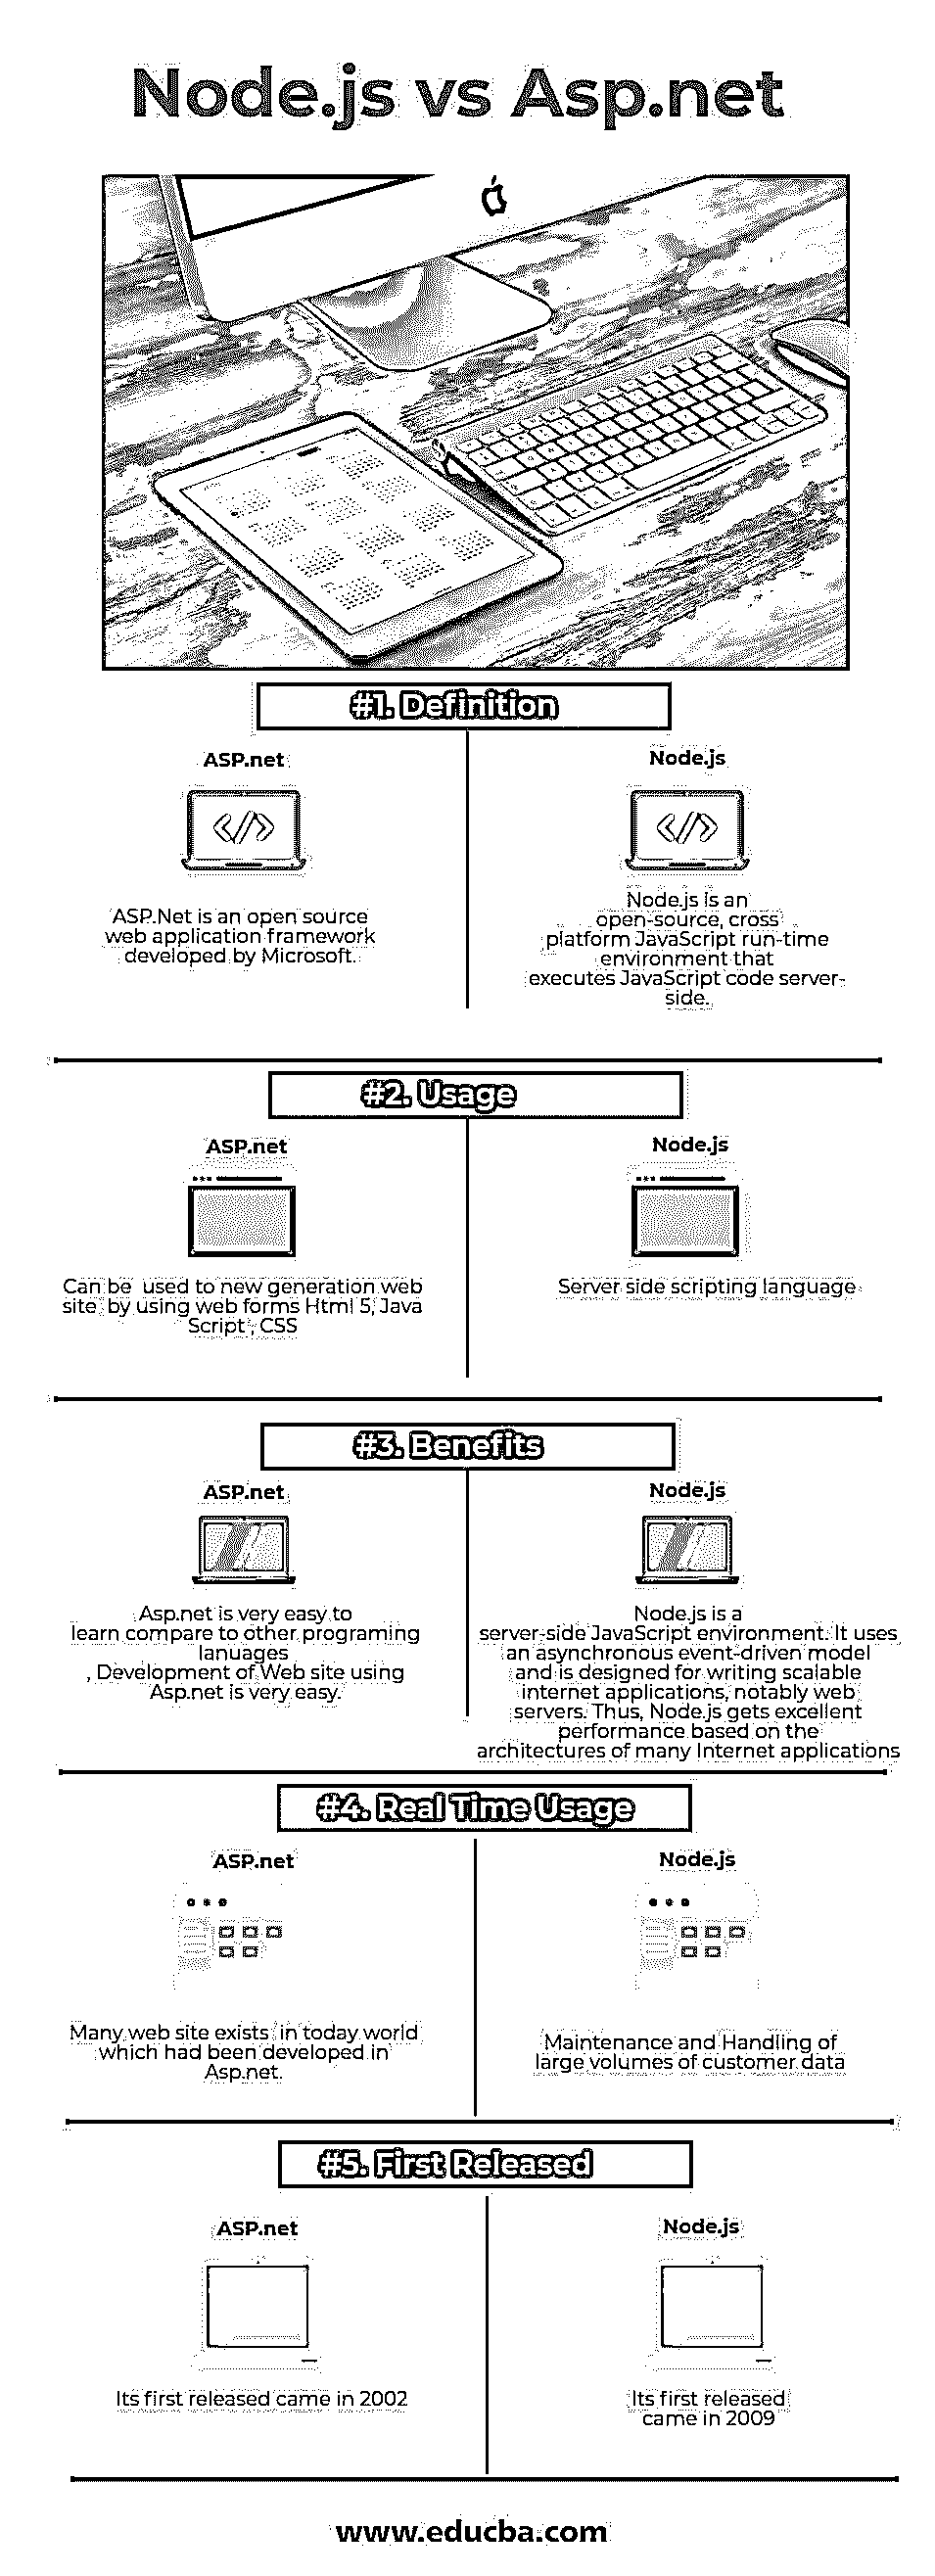 Node.js vs Asp.net
#1. Definition
ASP.net
ASP.Net is an open source
web application framework
developed by Microsoft.
Node.js
Node.js is an
open-source, cross
platform JavaScript run-time
environment that
executes JavaScript code server-
side.
#2. Usage
ASP.net
Can be used to new generation web
site, by using web forms Html 5, Java
Script , CSS
Node.js
Server side scripting language
#3. Benefits
ASP.net
Asp.net is very easy to
learn compare to other programing
lanuages
, Development of Web site using
Asp.net is very easy.
Node.js
Node.js is a
server-side JavaScript environment. It uses
an asynchronous event-driven model
and is designed for writing scalable
internet applications, notably web
servers. Thus, Node.js gets excellent
performance based on the
architectures of many Internet applications
#4. Real Time Usage
ASP.net
Many web site exists in today world
which had been developed in
Asp.net.
Node.js
Maintenance and Handling of
large volumes of customer data
#5. First Released
ASP.net
Its first released came in 2002
Node.js
Its first released
came in 2009
www.educba.com